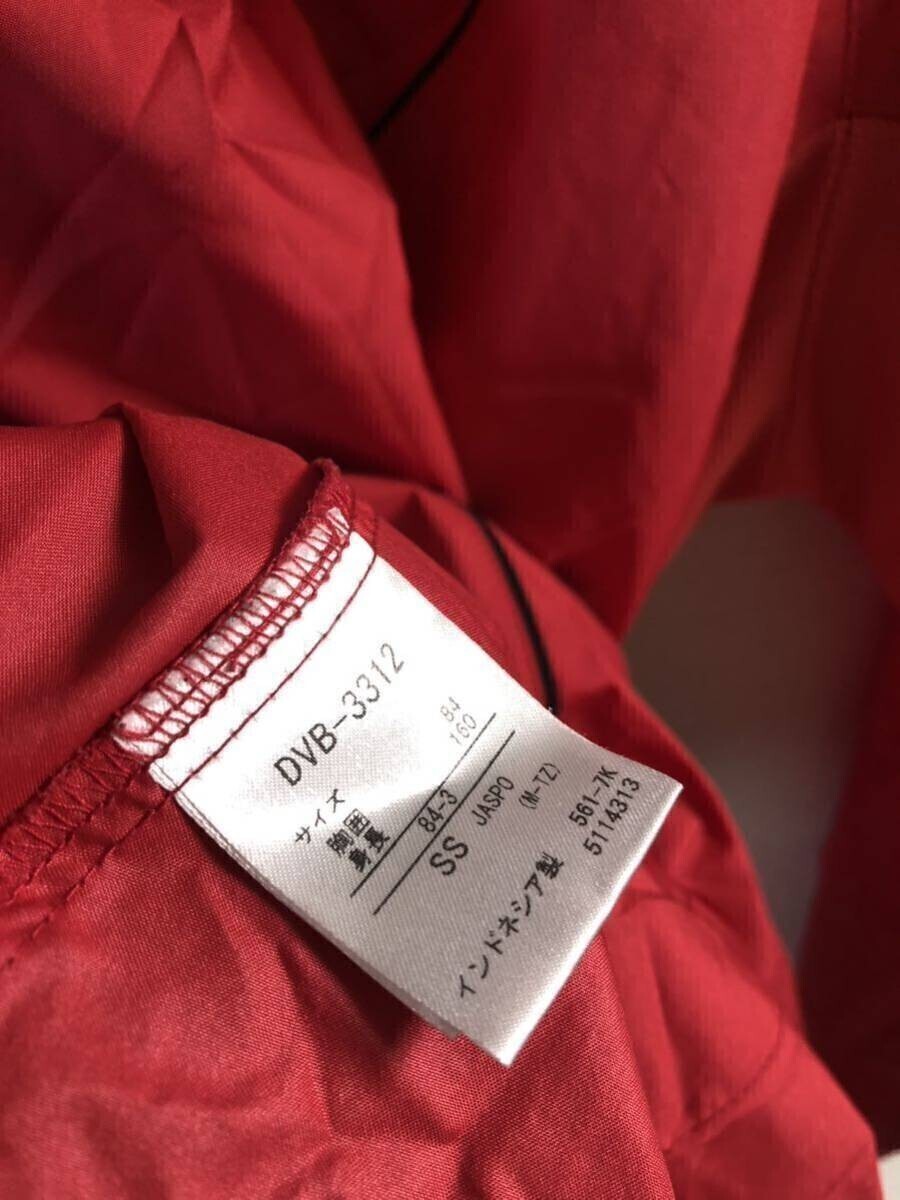 DVB-3312
サイズ
胸囲 84
身長 160
84-3
SS JASPO
(M-TZ)
インドネシア製 561-7K
5114313